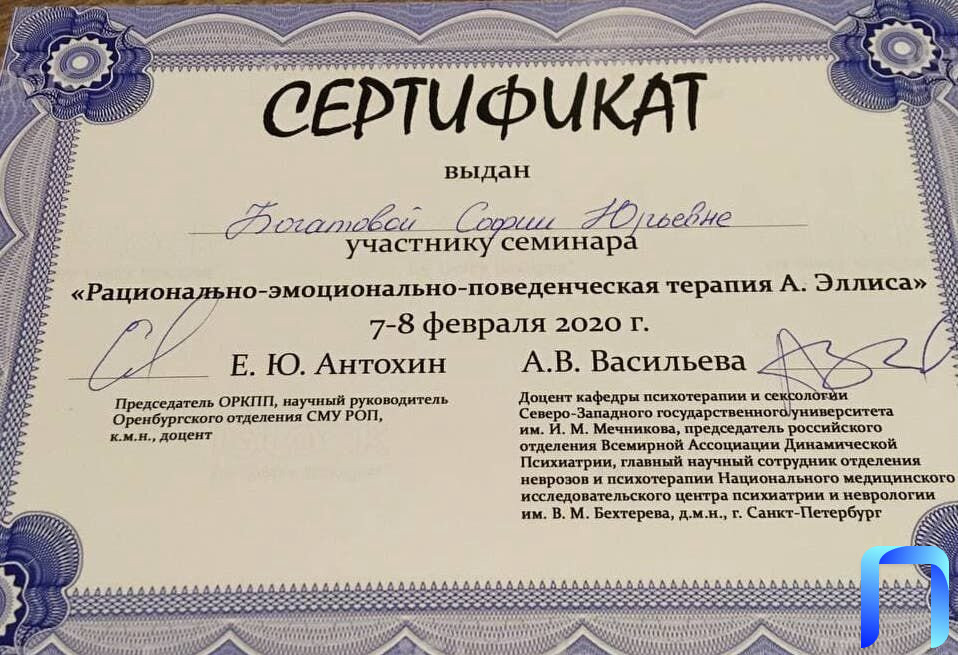 СЕРТИФИКАТ
выдан
Богатовой Софии Юрьевне
участнику семинара
«Рационально-эмоционально-поведенческая терапия А. Эллиса»
7-8 февраля 2020 г.
Е. Ю. Антохин
Председатель ОРКПП, научный руководитель
Оренбургского отделения СМУ РОП,
к.м.н., доцент
А.В. Васильева
Доцент кафедры психотерапии и сексологии
Северо-Западного государственного университета
им. И. М. Мечникова, председатель российского
отделения Всемирной Ассоциации Динамической
Психиатрии, главный научный сотрудник отделения
неврозов и психотерапии Национального медицинского
исследовательского центра психиатрии и неврологии
им. В. М. Бехтерева, д.м.н., г. Санкт-Петербург